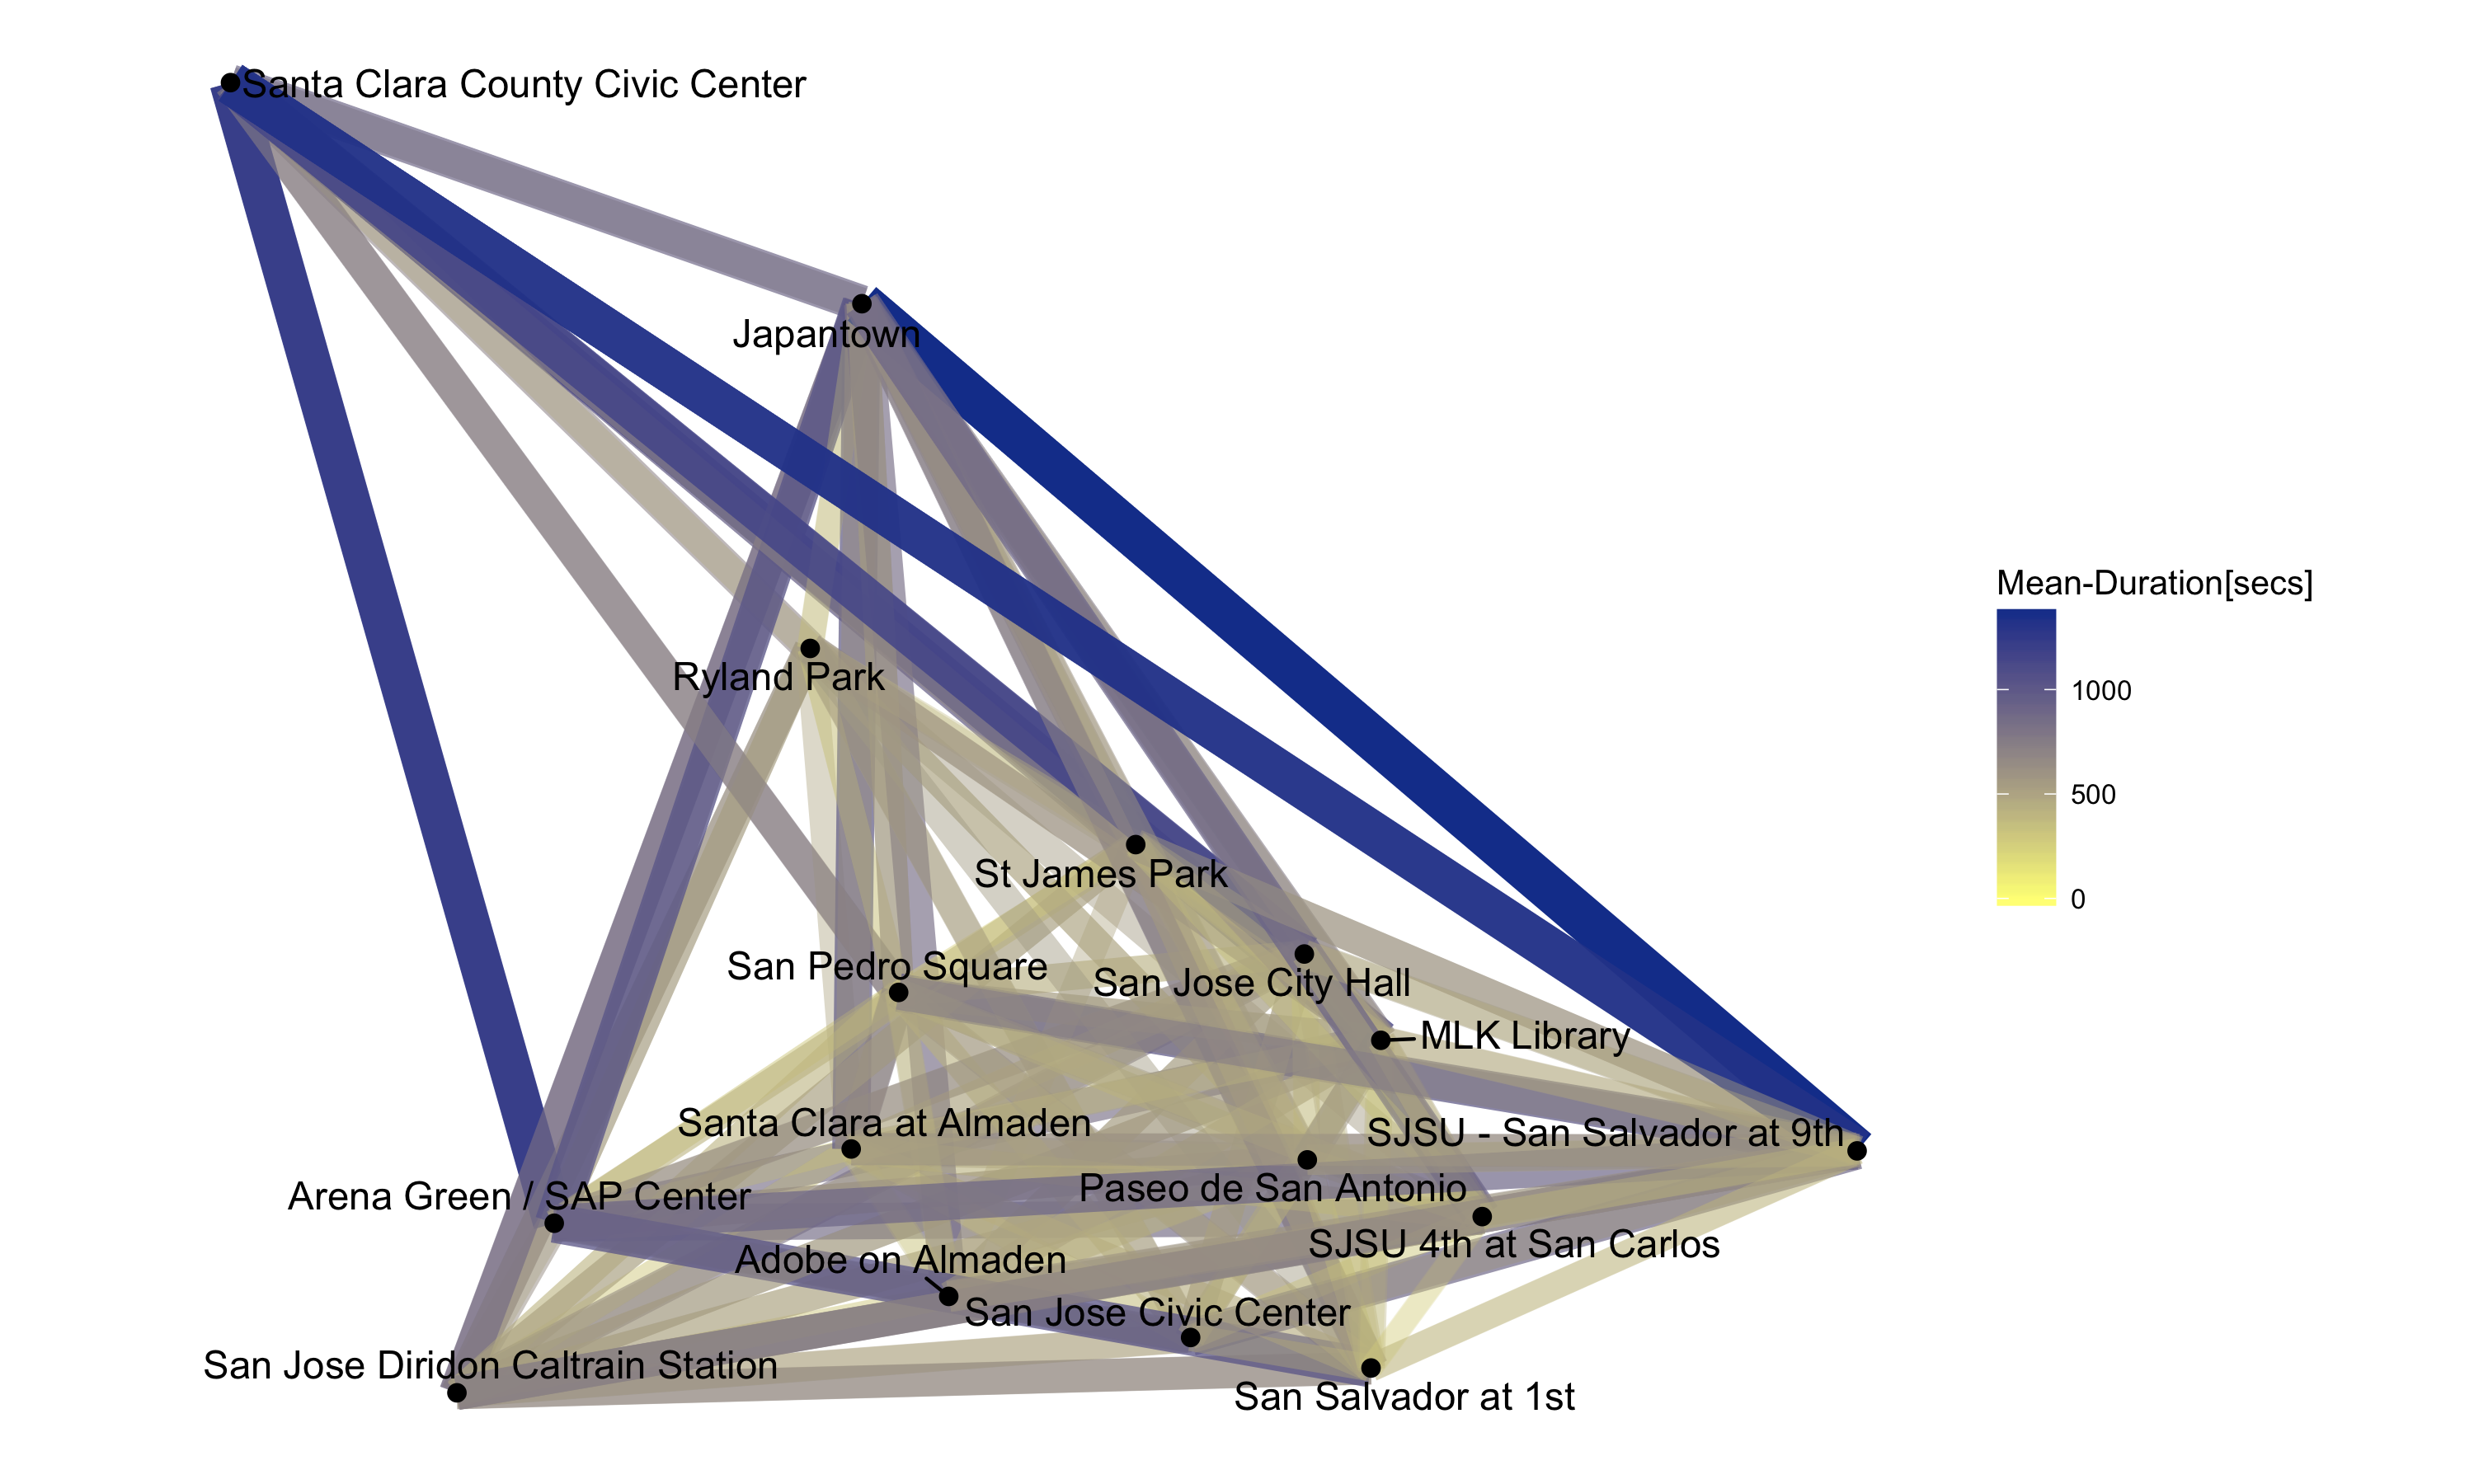 Santa Clara County Civic Center
Japantown
Mean-Duration[secs]
1000
500
0
Ryland Park
St James Park
San Pedro Square
San Jose City Hall
MLK Library
Santa Clara at Almaden
SJSU - San Salvador at 9th
Paseo de San Antonio
Arena Green / SAP Center
SJSU 4th at San Carlos
Adobe on Almaden
San Jose Civic Center
San Jose Diridon Caltrain Station
San Salvador at 1st